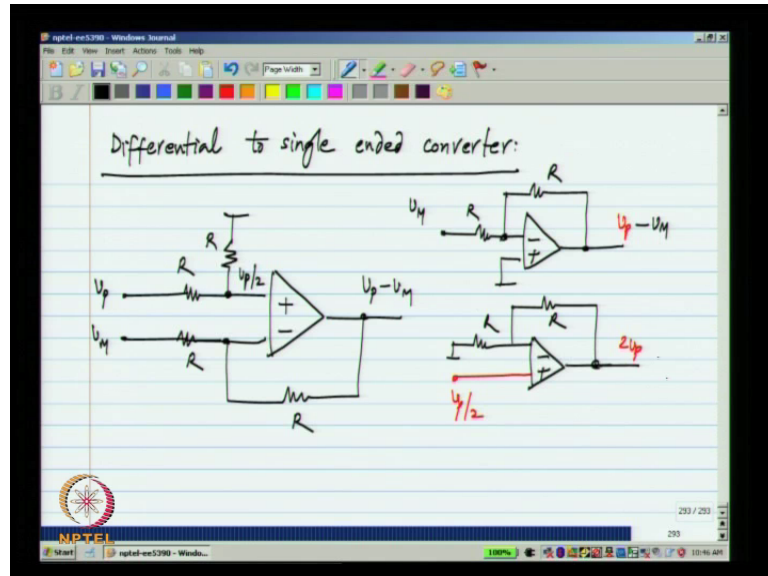 nptel-ee5390 - Windows Journal
File Edit View Insert Actions Tools Help
Page Width
B I
Differential to single ended converter:
R
R
Vp/2
Vp
R
VM
R
+
-
Vp-VM
R
VM
R
R
-
+
Vp-VM
R
R
-
+
2Vp
Vp/2
293 / 293
293
NPTEL
Start
nptel-ee5390 - Windo...
100%
10:46 AM